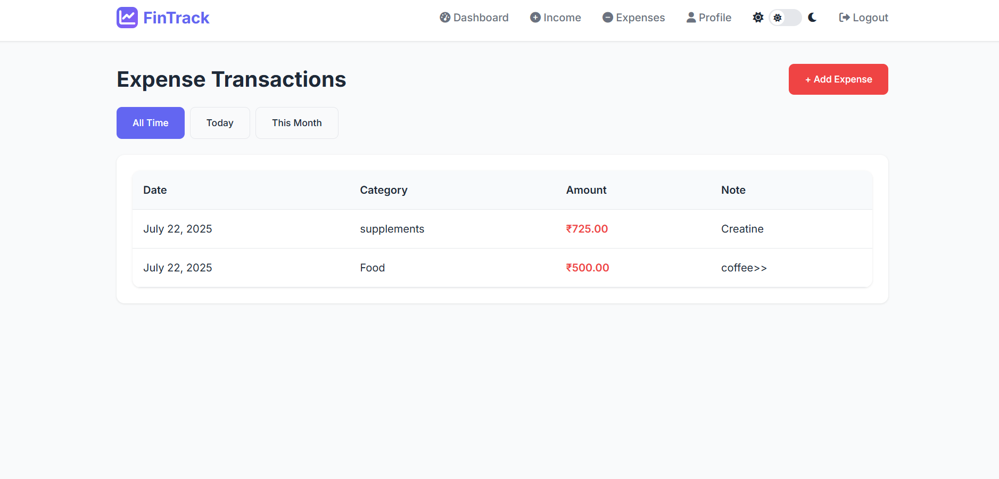 FinTrack
Dashboard Income Expenses Profile Logout
Expense Transactions
+ Add Expense
All Time Today This Month
Date Category Amount Note
July 22, 2025 supplements ₹725.00 Creatine
July 22, 2025 Food ₹500.00 coffee>>